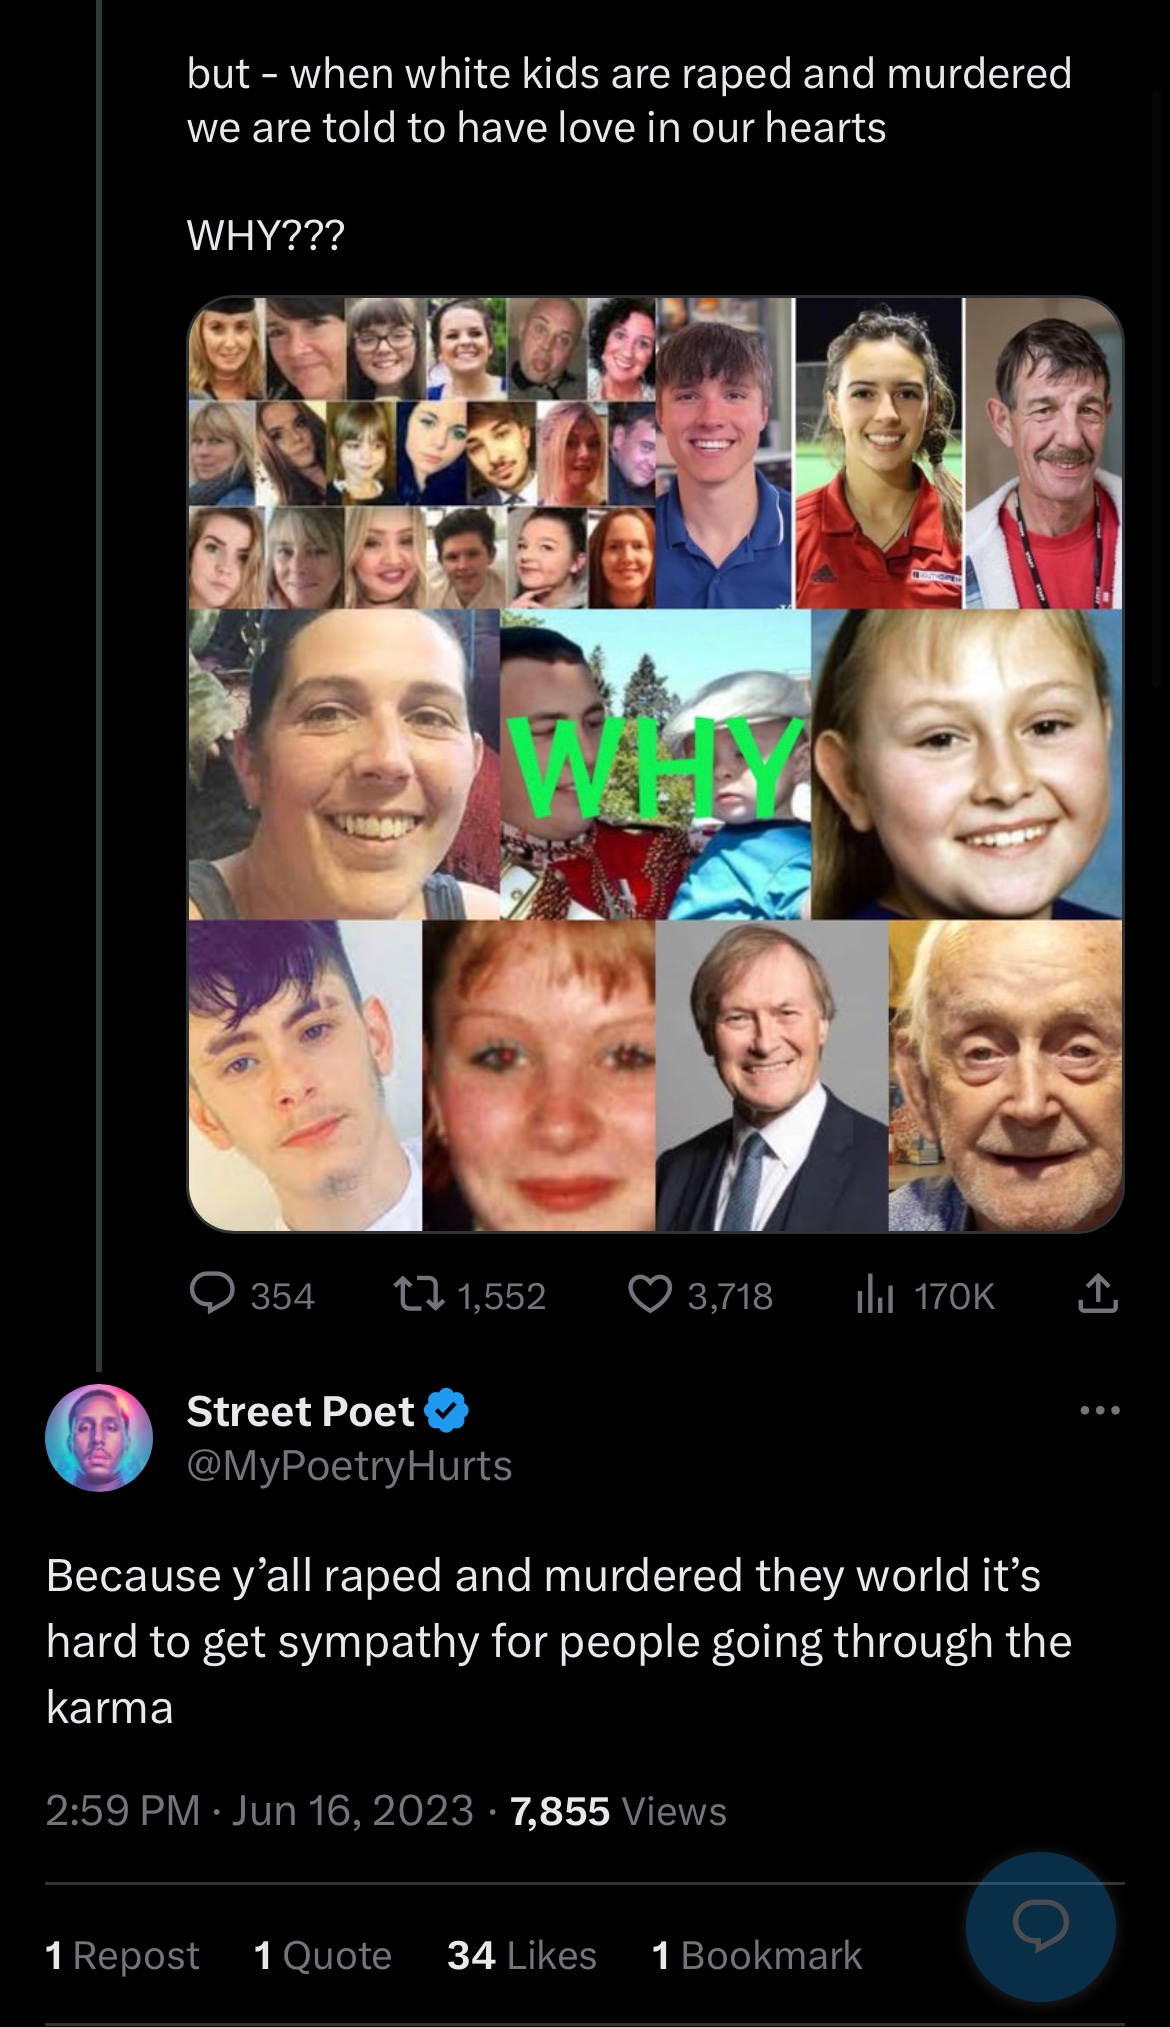 but - when white kids are raped and murdered
we are told to have love in our hearts
WHY???
WHY
354 1,552 3,718 170K
Street Poet
@MyPoetryHurts
Because y’all raped and murdered they world it’s
hard to get sympathy for people going through the
karma
2:59 PM · Jun 16, 2023 · 7,855 Views
1 Repost 1 Quote 34 Likes 1 Bookmark